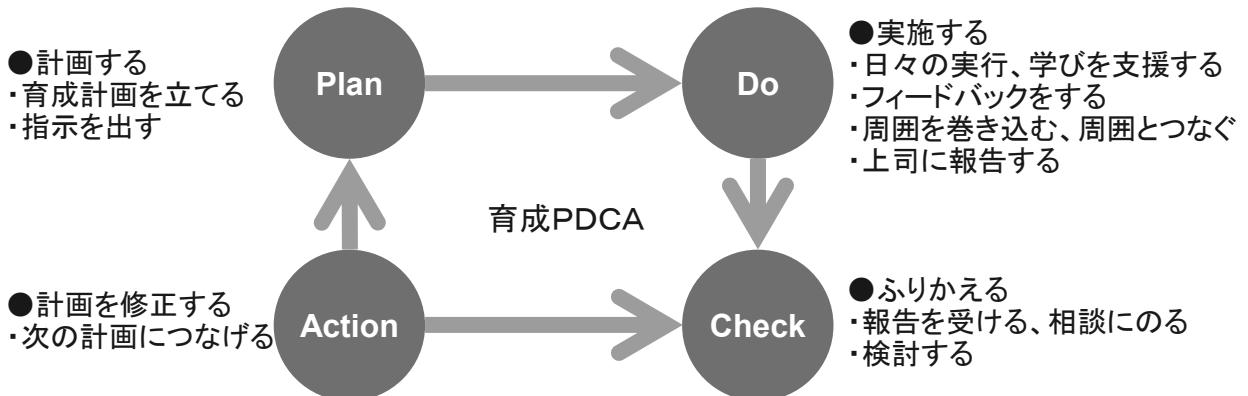 ●計画する
・育成計画を立てる
・指示を出す
Plan
Do
●実施する
・日々の実行、学びを支援する
・フィードバックをする
・周囲を巻き込む、周囲とつなぐ
・上司に報告する
育成PDCA
●計画を修正する
・次の計画につなげる
Action
Check
●ふりかえる
・報告を受ける、相談にのる
・検討する